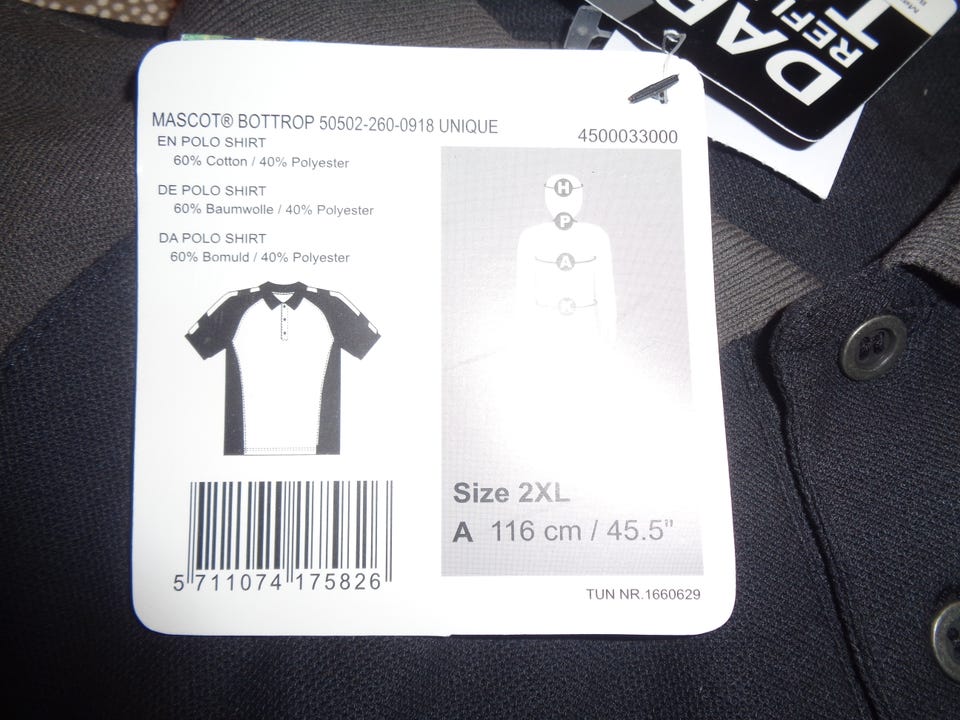 MASCOT® BOTTROP 50502-260-0918 UNIQUE
EN POLO SHIRT
60% Cotton / 40% Polyester
DE POLO SHIRT
60% Baumwolle / 40% Polyester
DA POLO SHIRT
60% Bomuld / 40% Polyester
5 711074 175826
4500033000
H
P
A
K
Size 2XL
A 116 cm / 45.5"
TUN NR.1660629